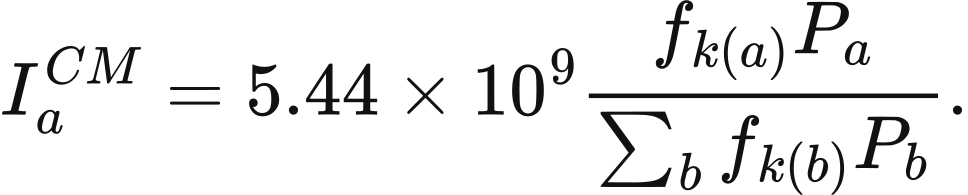 I_a^{CM} = 5.44 × 10^9 \frac{f_{k(a)} P_a}{\sum_b f_{k(b)} P_b}.